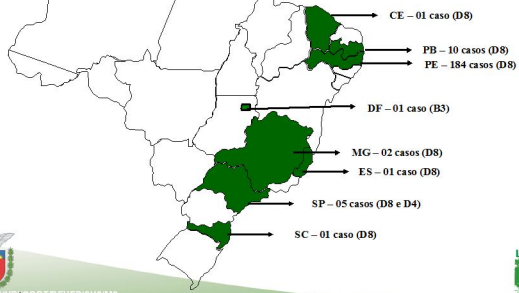 CE – 01 caso (D8)
PB – 10 casos (D8)
PE – 184 casos (D8)
DF – 01 caso (B3)
MG – 02 casos (D8)
ES – 01 caso (D8)
SP – 05 casos (D8 e D4)
SC – 01 caso (D8)